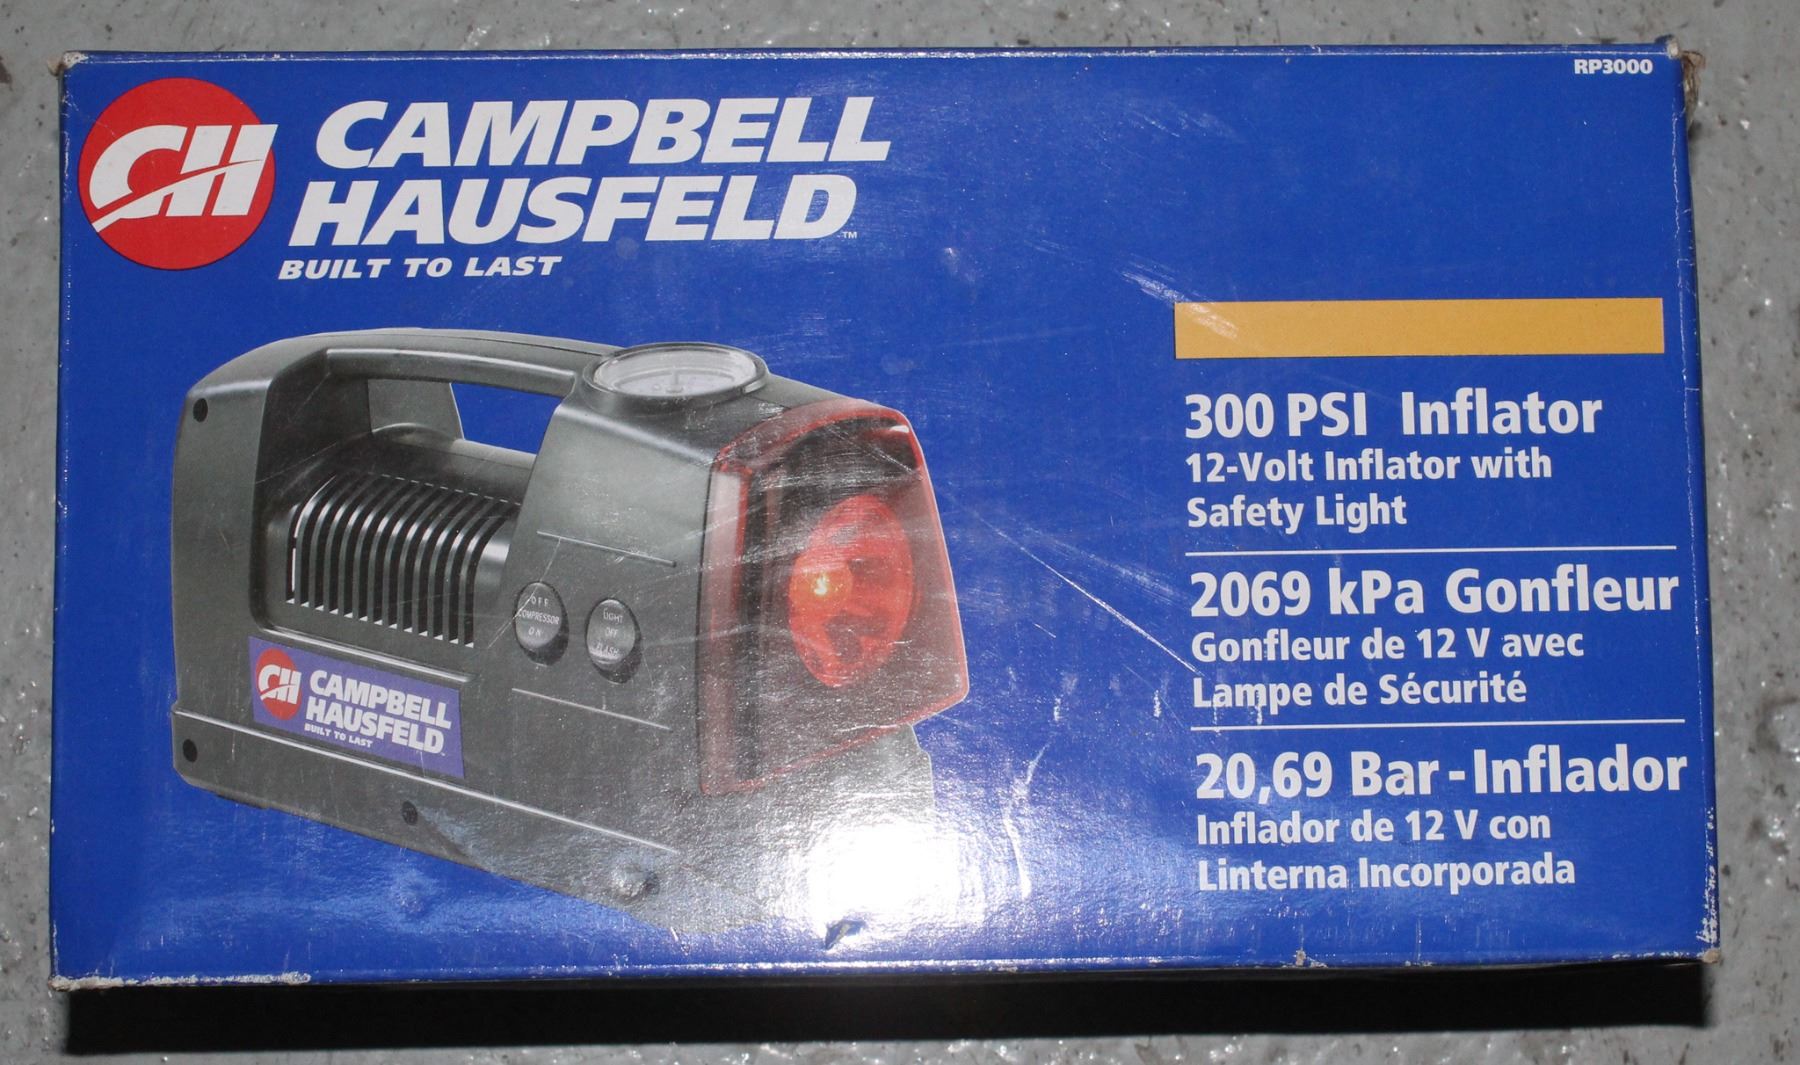 RP3000
CH CAMPBELL
HAUSFELD™
BUILT TO LAST
300 PSI Inflator
12-Volt Inflator with
Safety Light
2069 kPa Gonfleur
Gonfleur de 12 V avec
Lampe de Sécurité
20,69 Bar-Inflador
Inflador de 12 V con
Linterna Incorporada
OFF
COMPRESSOR
ON
LIGHT
OFF
FLASH
CH CAMPBELL
HAUSFELD
BUILT TO LAST